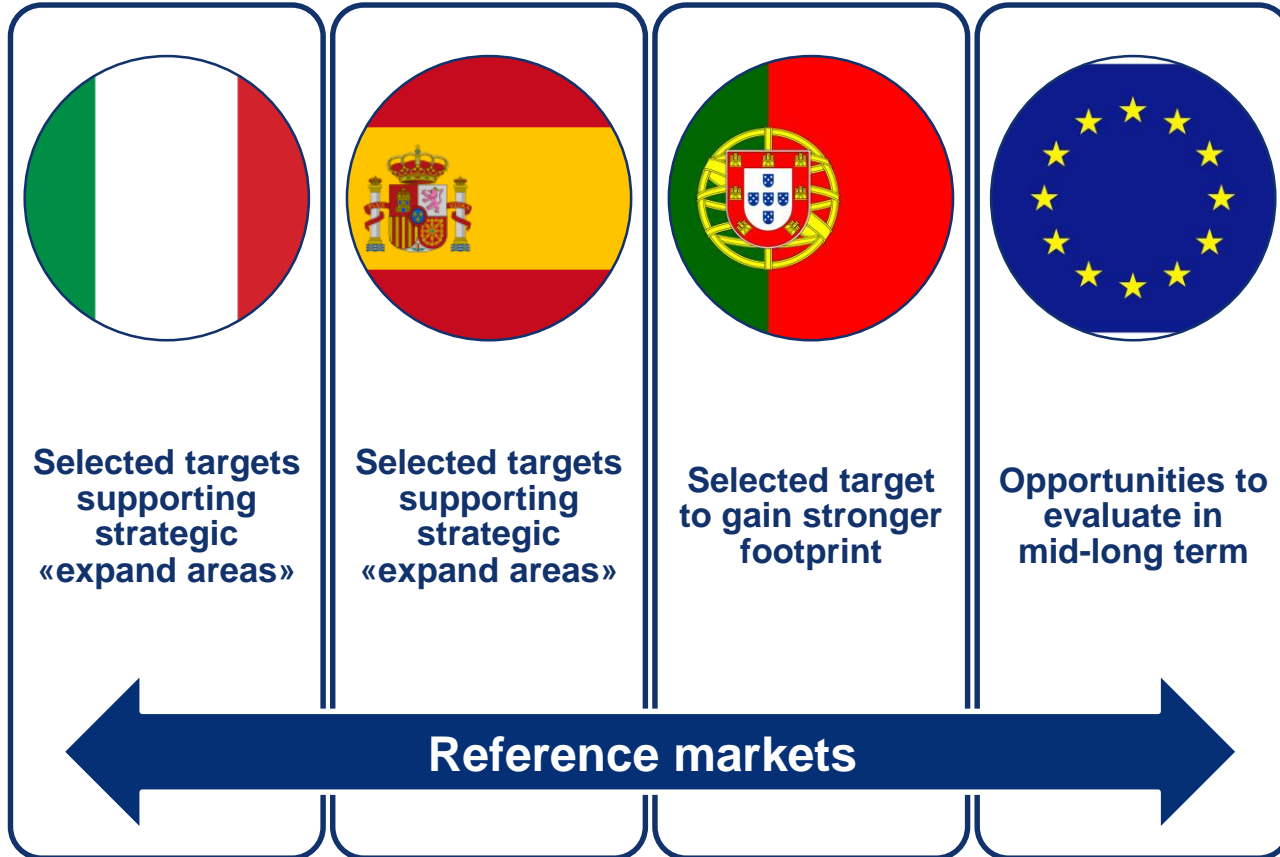 Selected targets
supporting
strategic
«expand areas»
Selected targets
supporting
strategic
«expand areas»
Selected target
to gain stronger
footprint
Opportunities to
evaluate in
mid-long term
Reference markets